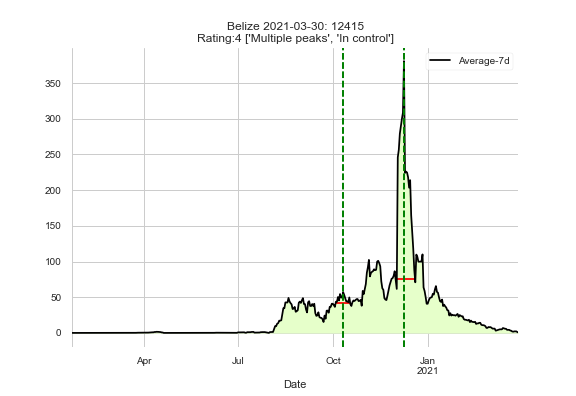 Belize 2021-03-30: 12415
Rating:4 ['Multiple peaks', 'In control']
Average-7d
350
300
250
200
150
100
50
0
Apr
Jul
Oct
Jan
2021
Date